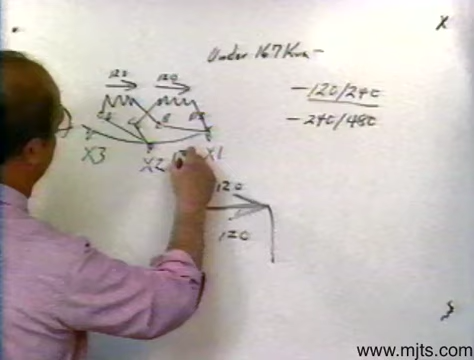 Under 167 Kva -
120 120
- 120/240
- 240/480
X3 X2 X1
120
120
www.mjts.com